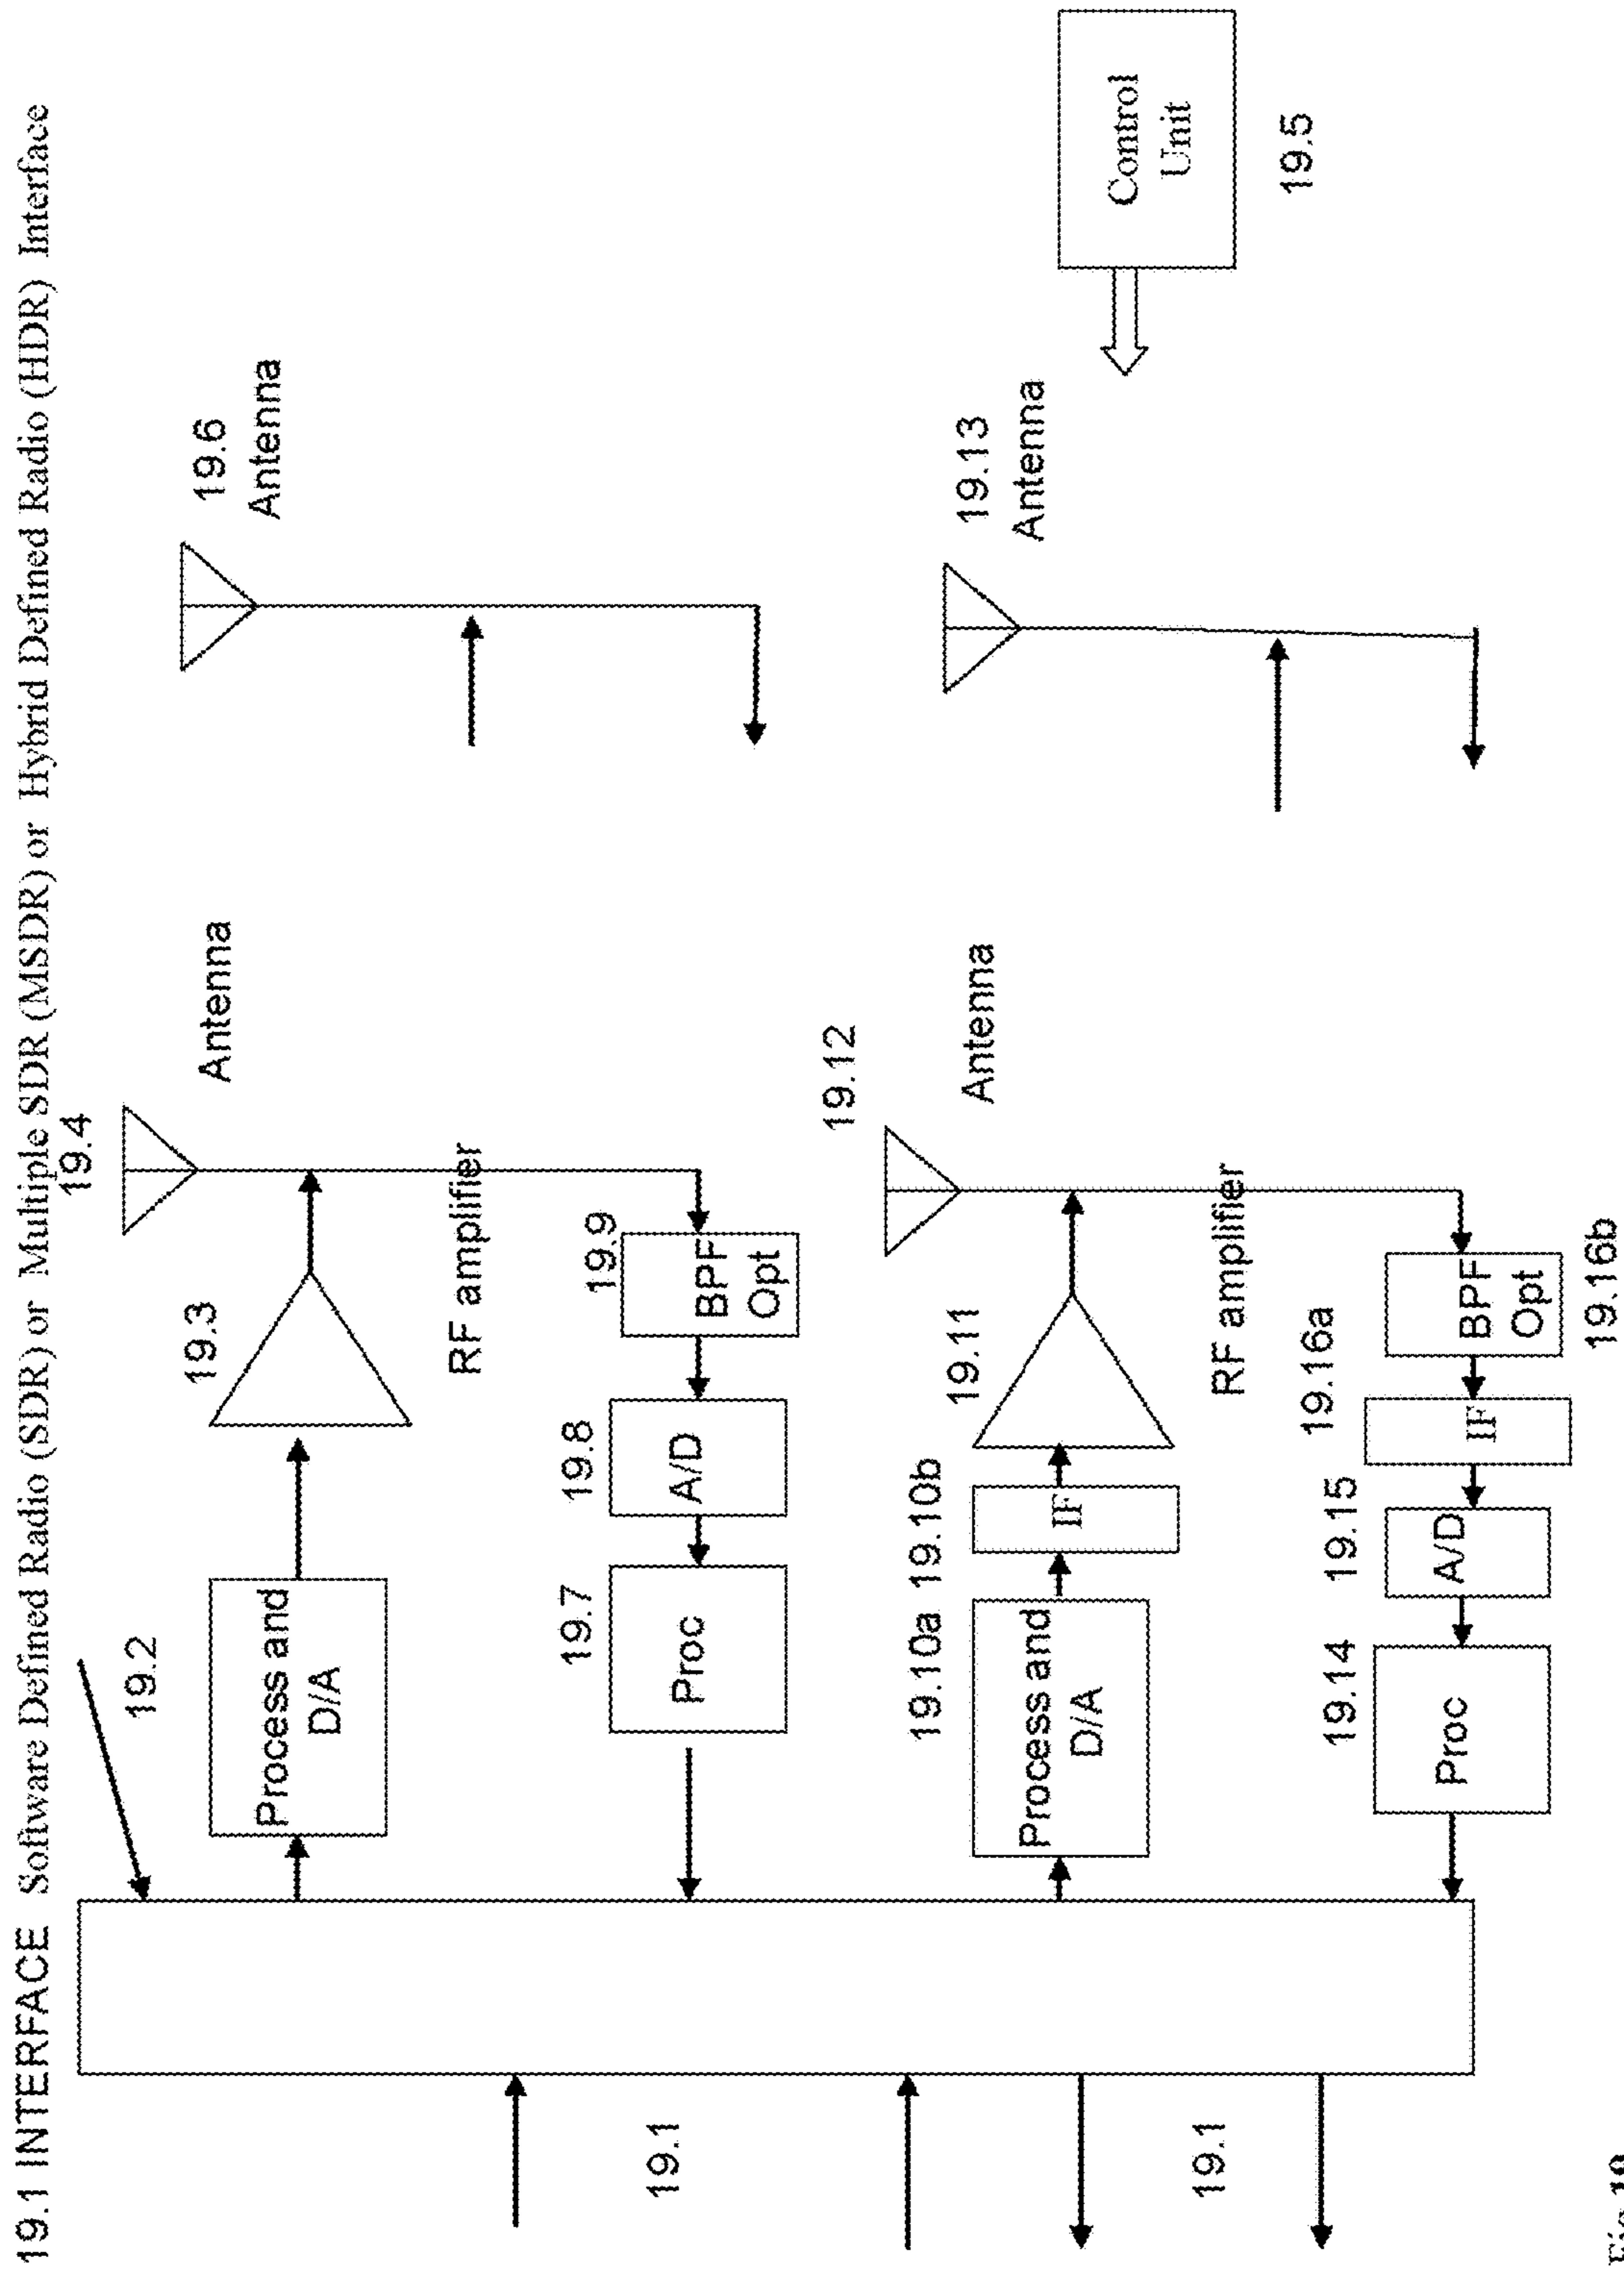 19.1 INTERFACE Software Defined Radio (SDR) or Multiple SDR (MSDR) or Hybrid Defined Radio (HDR) Interface
19.4
Antenna
19.6
Antenna
19.2
19.3
Process and
D/A
RF amplifier
19.7
19.8
19.9
Proc
A/D
BPF
Opt
19.1
19.12
Antenna
19.13
Antenna
19.10a
19.10b
19.11
Process and
D/A
IF
RF amplifier
Control
Unit
19.5
19.1
19.14
19.15
19.16a
Proc
A/D
IF
BPF
Opt
19.16b
Fig 19